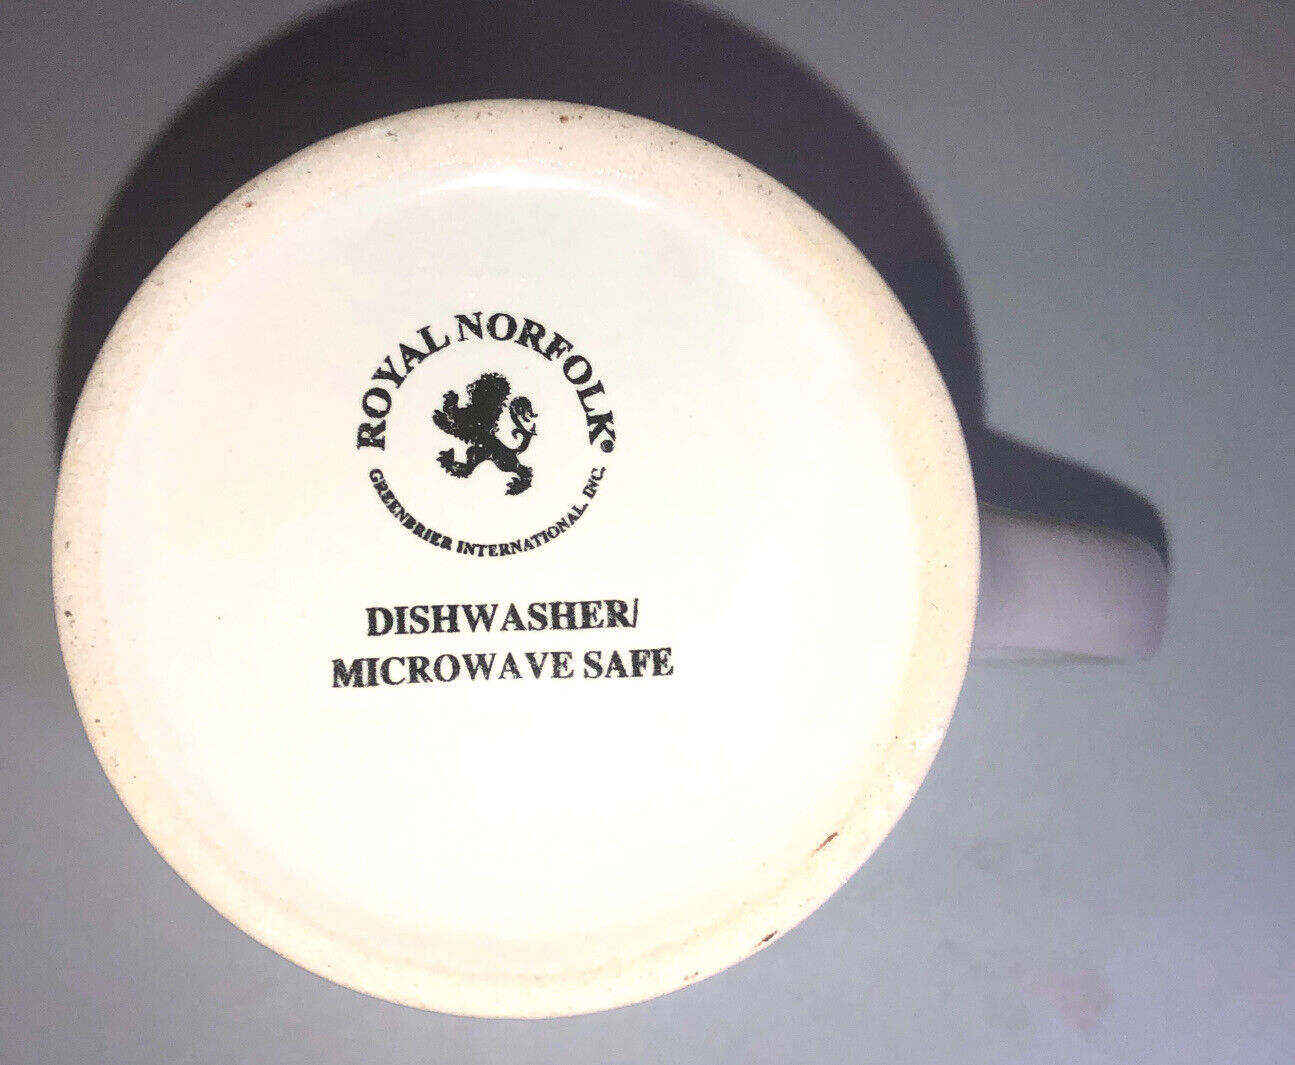 ROYAL NORFOLK®
GREENBRIER INTERNATIONAL, INC.
DISHWASHER/
MICROWAVE SAFE